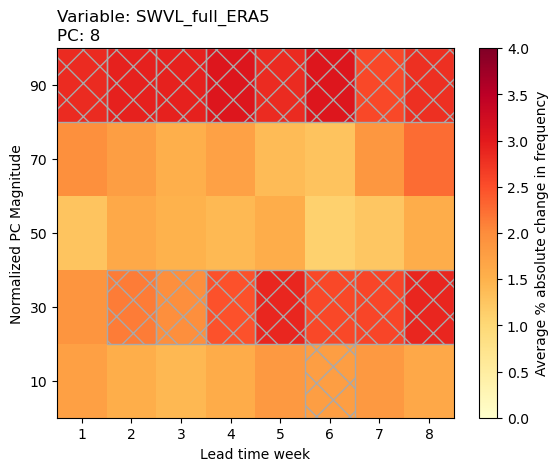 Variable: SWVL_full_ERA5
PC: 8
Normalized PC Magnitude
90
70
50
30
10
1 2 3 4 5 6 7 8
Lead time week
4.0
3.5
3.0
2.5
2.0
1.5
1.0
0.5
0.0
Average % absolute change in frequency